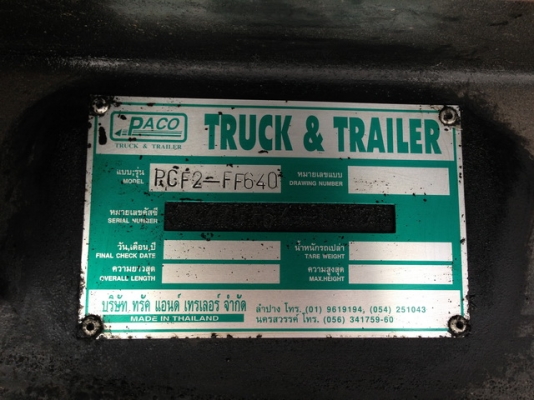 PACO
TRUCK & TRAILER
TRUCK & TRAILER
แบบ,รุ่น
MODEL
PCF2-FF640
หมายเลขแบบ
DRAWING NUMBER
หมายเลขคัสซี
SERIAL NUMBER
วัน,เดือน,ปี
FINAL CHECK DATE
น้ำหนักรถเปล่า
TARE WEIGHT
ความยาวสุด
OVERALL LENGTH
ความสูงสุด
MAX.HEIGHT
บริษัท ทรัค แอนด์ เทรเลอร์ จำกัด
MADE IN THAILAND
ลำปาง โทร. (01) 9619194, (054) 251043
นครสวรรค์ โทร. (056) 341759-60